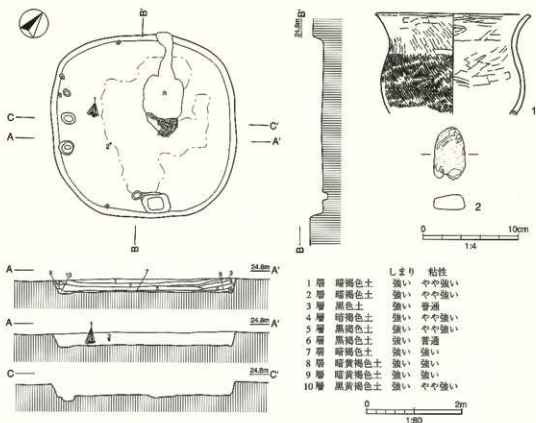 B'
B'
24.8m
1
C
A
C'
A'
2
B
B
2
0
10cm
1:4
A
24.8m
A'
9
10
7
A
24.8m
A'
C
24.8m
C'
しまり 粘性
1 層 暗褐色土 強い やや強い
2 層 暗褐色土 強い やや強い
3 層 黒色土 強い 普通
4 層 暗褐色土 強い やや強い
5 層 黒褐色土 強い やや強い
6 層 黒褐色土 強い 普通
7 層 暗褐色土 強い 強い
8 層 暗黄褐色土 強い 強い
9 層 暗黄褐色土 強い 強い
10 層 黒黄褐色土 強い やや強い
0
2m
1:80